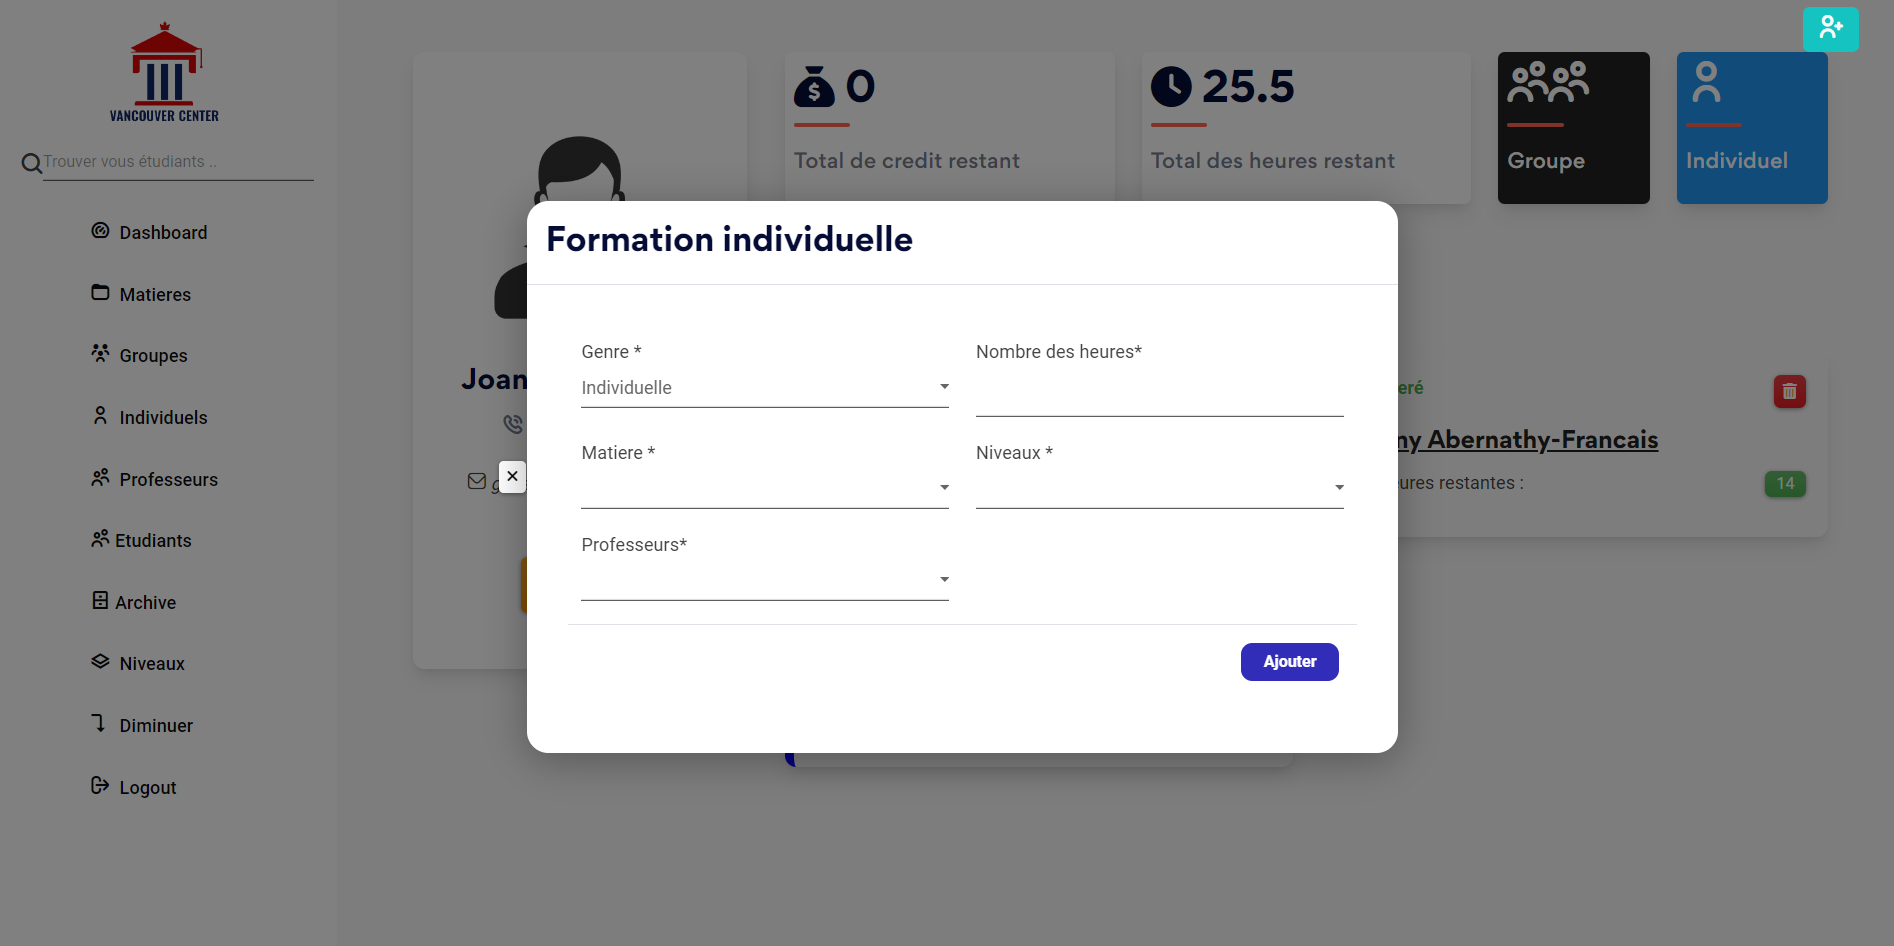 VANCOUVER CENTER
Trouver vous étudiants ..
Dashboard
Matieres
Groupes
Individuels
Professeurs
Etudiants
Archive
Niveaux
Diminuer
Logout
0
Total de credit restant
25.5
Total des heures restant
Groupe
Individuel
Joan
Formation individuelle
Genre *
Individuelle
Nombre des heures*
Matiere *
Niveaux *
Professeurs*
Ajouter
eré
ny Abernathy-Francais
eures restantes :
14